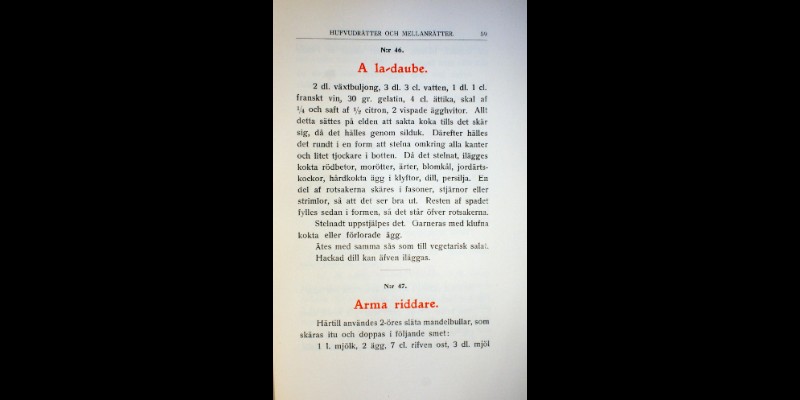 HUFVUDRÄTTER OCH MELLANRÄTTER. 59
N:r 46.
A la-daube.
2 dl. växtbuljong, 3 dl. 3 cl. vatten, 1 dl. 1 cl.
franskt vin, 30 gr. gelatin, 4 cl. ättika, skal af
¼ och saft af ½ citron, 2 vispade ägghvitor. Allt
detta sättes på elden att sakta koka tills det skär
sig, då det hälles genom silduk. Därefter hälles
det rundt i en form att stelna omkring alla kanter
och litet tjockare i botten. Då det stelnat, ilägges
kokta rödbetor, morötter, ärter, blomkål, jordärts-
kockor, hårdkokta ägg i klyftor, dill, persilja. En
del af rotsakerna skäres i fasoner, stjärnor eller
strimlor, så att det ser bra ut. Resten af spadet
fylles sedan i formen, så det står öfver rotsakerna.
Stelnadt uppstjälpes det. Garneras med klufna
kokta eller förlorade ägg.
Ätes med samma sås som till vegetarisk salat.
Hackad dill kan äfven iläggas.
N:r 47.
Arma riddare.
Härtill användes 2-öres släta mandelbullar, som
skäras itu och doppas i följande smet:
1 l. mjölk, 2 ägg, 7 cl. rifven ost, 3 dl. mjöl